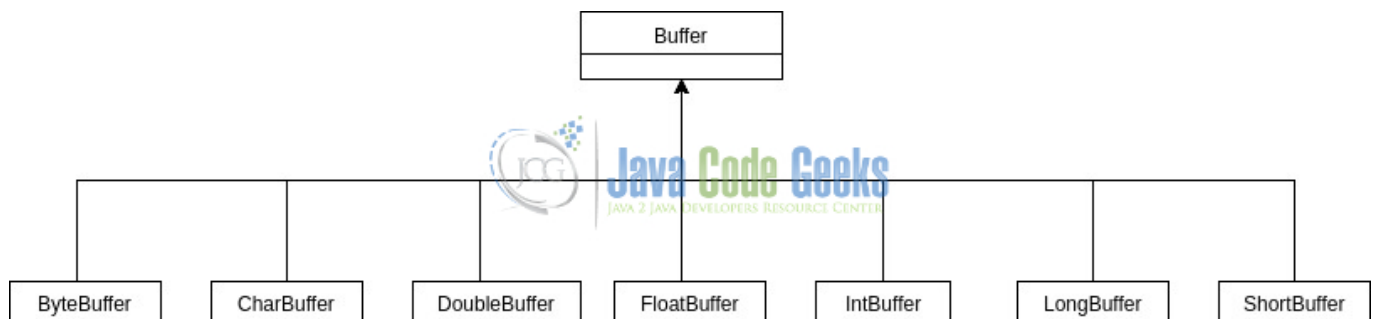 Buffer
JCG
Java Code Geeks
JAVA 2 JAVA DEVELOPERS RESOURCE CENTER
ByteBuffer
CharBuffer
DoubleBuffer
FloatBuffer
IntBuffer
LongBuffer
ShortBuffer